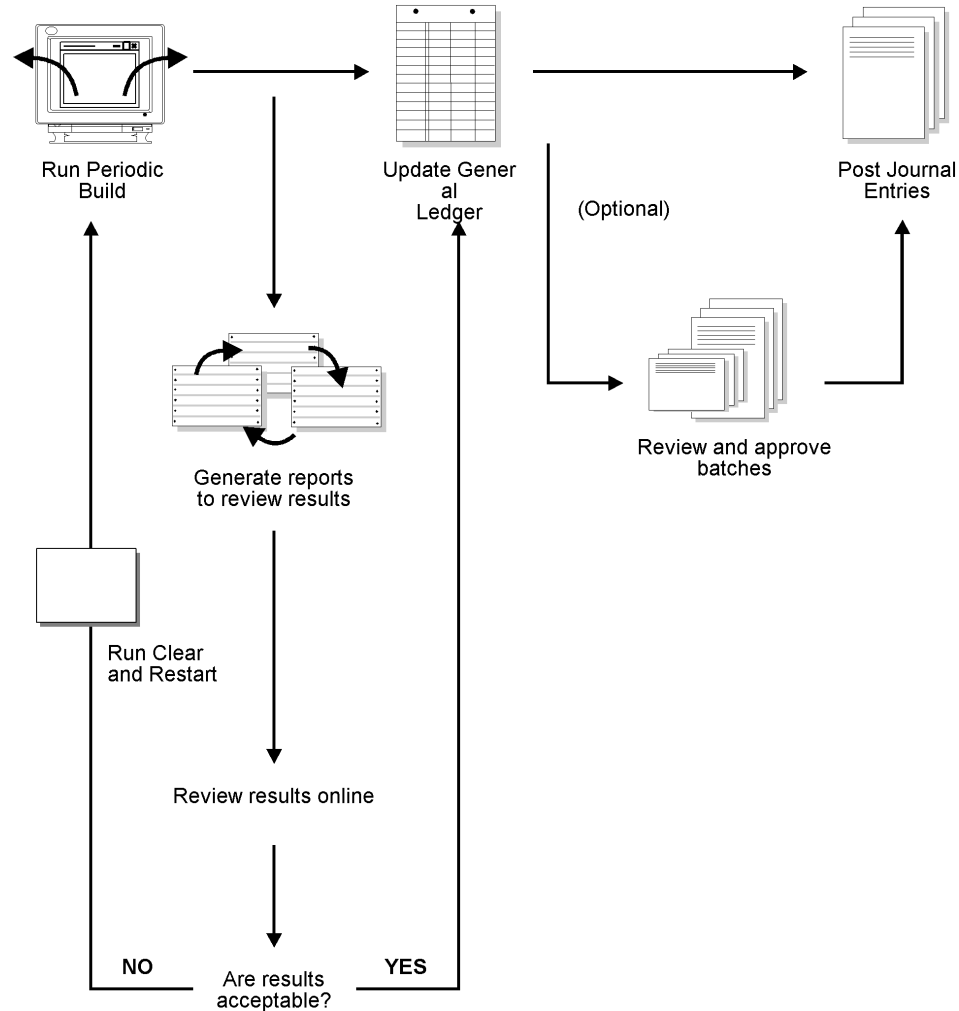 Run Periodic
Build
Update Gener
al
Ledger
Post Journal
Entries
(Optional)
Review and approve
batches
Generate reports
to review results
Run Clear
and Restart
Review results online
NO
YES
Are results
acceptable?